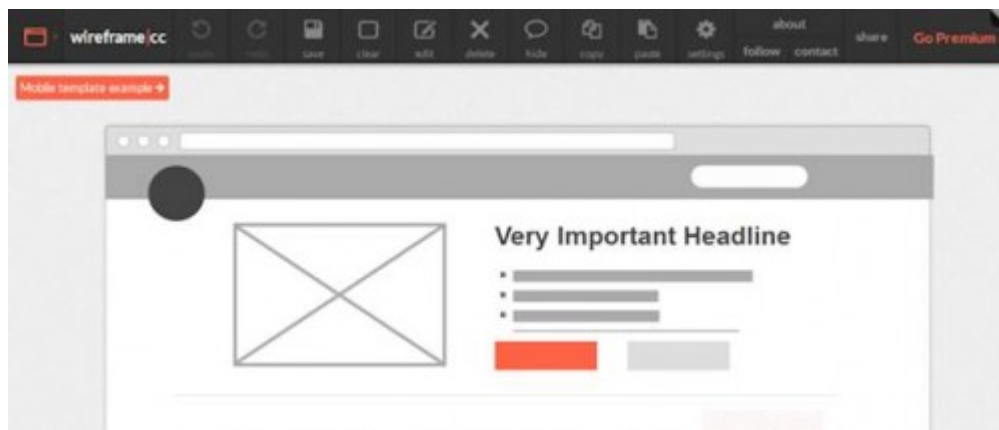 wireframe|cc
save clear edit delete hide copy paste settings
about
follow contact
share
Go Premium
Mobile template example →
Very Important Headline